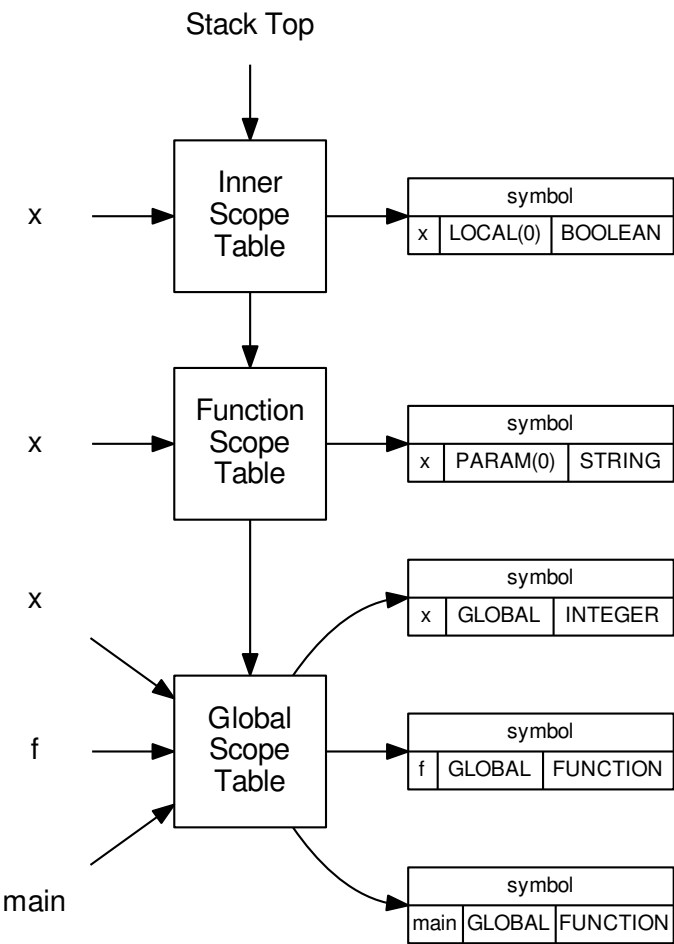 Stack Top
x
Inner
Scope
Table
symbol
x LOCAL(0) BOOLEAN
x
Function
Scope
Table
symbol
x PARAM(0) STRING
x
symbol
x GLOBAL INTEGER
f
Global
Scope
Table
symbol
f GLOBAL FUNCTION
main
symbol
main GLOBAL FUNCTION